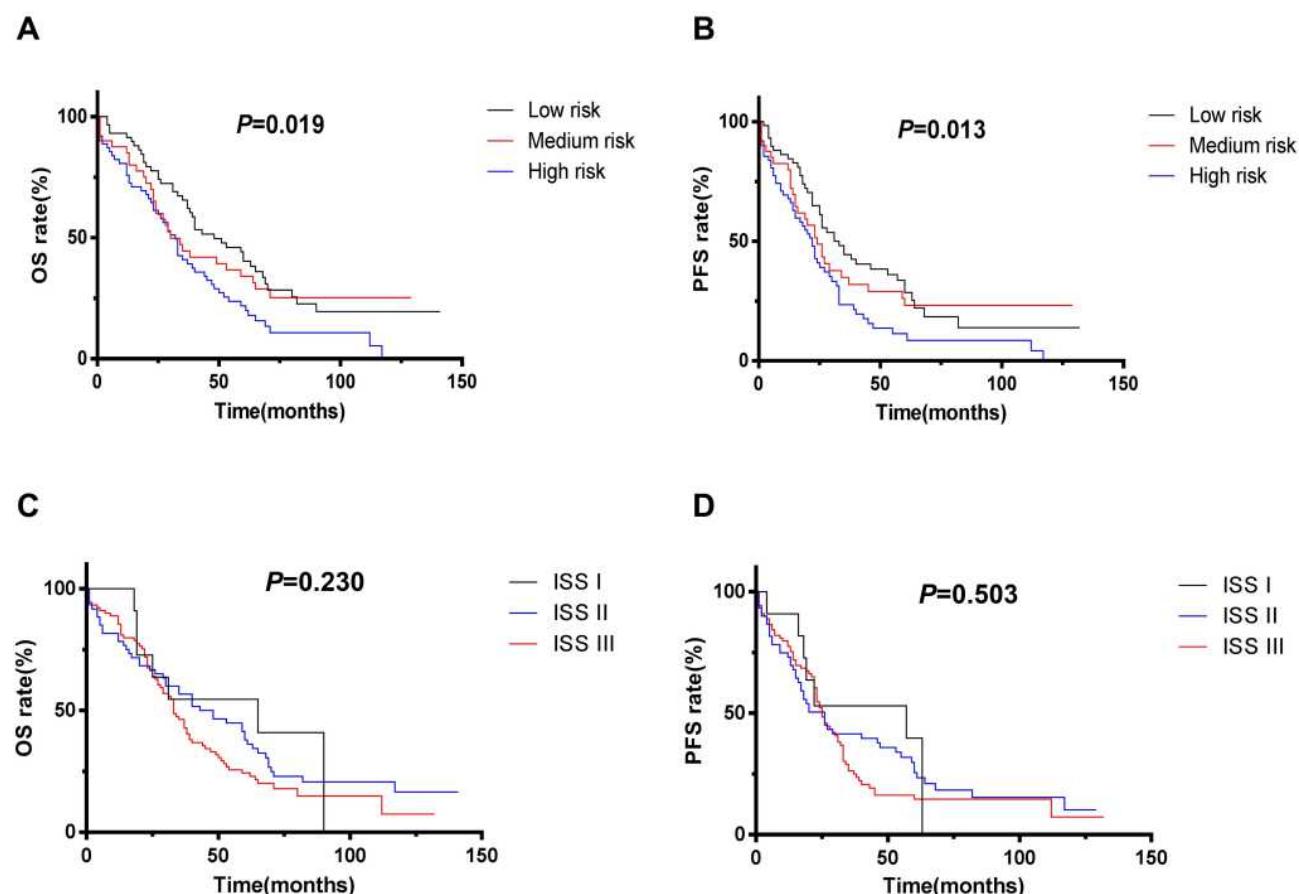 A
P=0.019
Low risk
Medium risk
High risk
OS rate(%)
100
50
0
0 50 100 150
Time(months)
B
P=0.013
Low risk
Medium risk
High risk
PFS rate(%)
100
50
0
0 50 100 150
Time(months)
C
P=0.230
ISS I
ISS II
ISS III
OS rate(%)
100
50
0
0 50 100 150
Time(months)
D
P=0.503
ISS I
ISS II
ISS III
PFS rate(%)
100
50
0
0 50 100 150
Time(months)